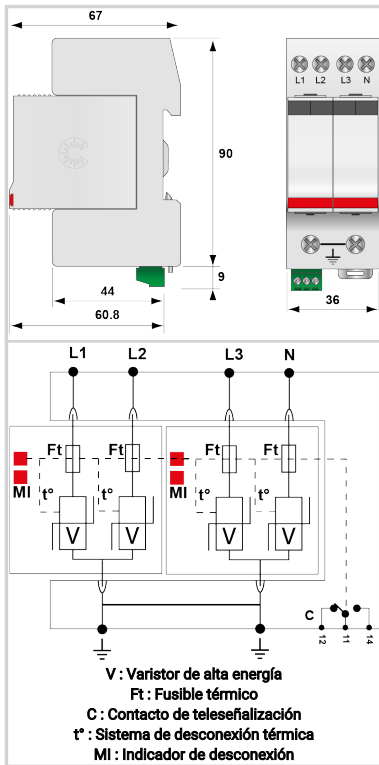 67
L1 L2 L3 N
90
9
44
60.8
36
L1 L2 L3 N
Ft Ft Ft Ft
MI MI
t° t° t° t°
V V V V
C
12 11 14
V : Varistor de alta energía
Ft : Fusible térmico
C : Contacto de teleseñalización
t° : Sistema de desconexión térmica
MI : Indicador de desconexión